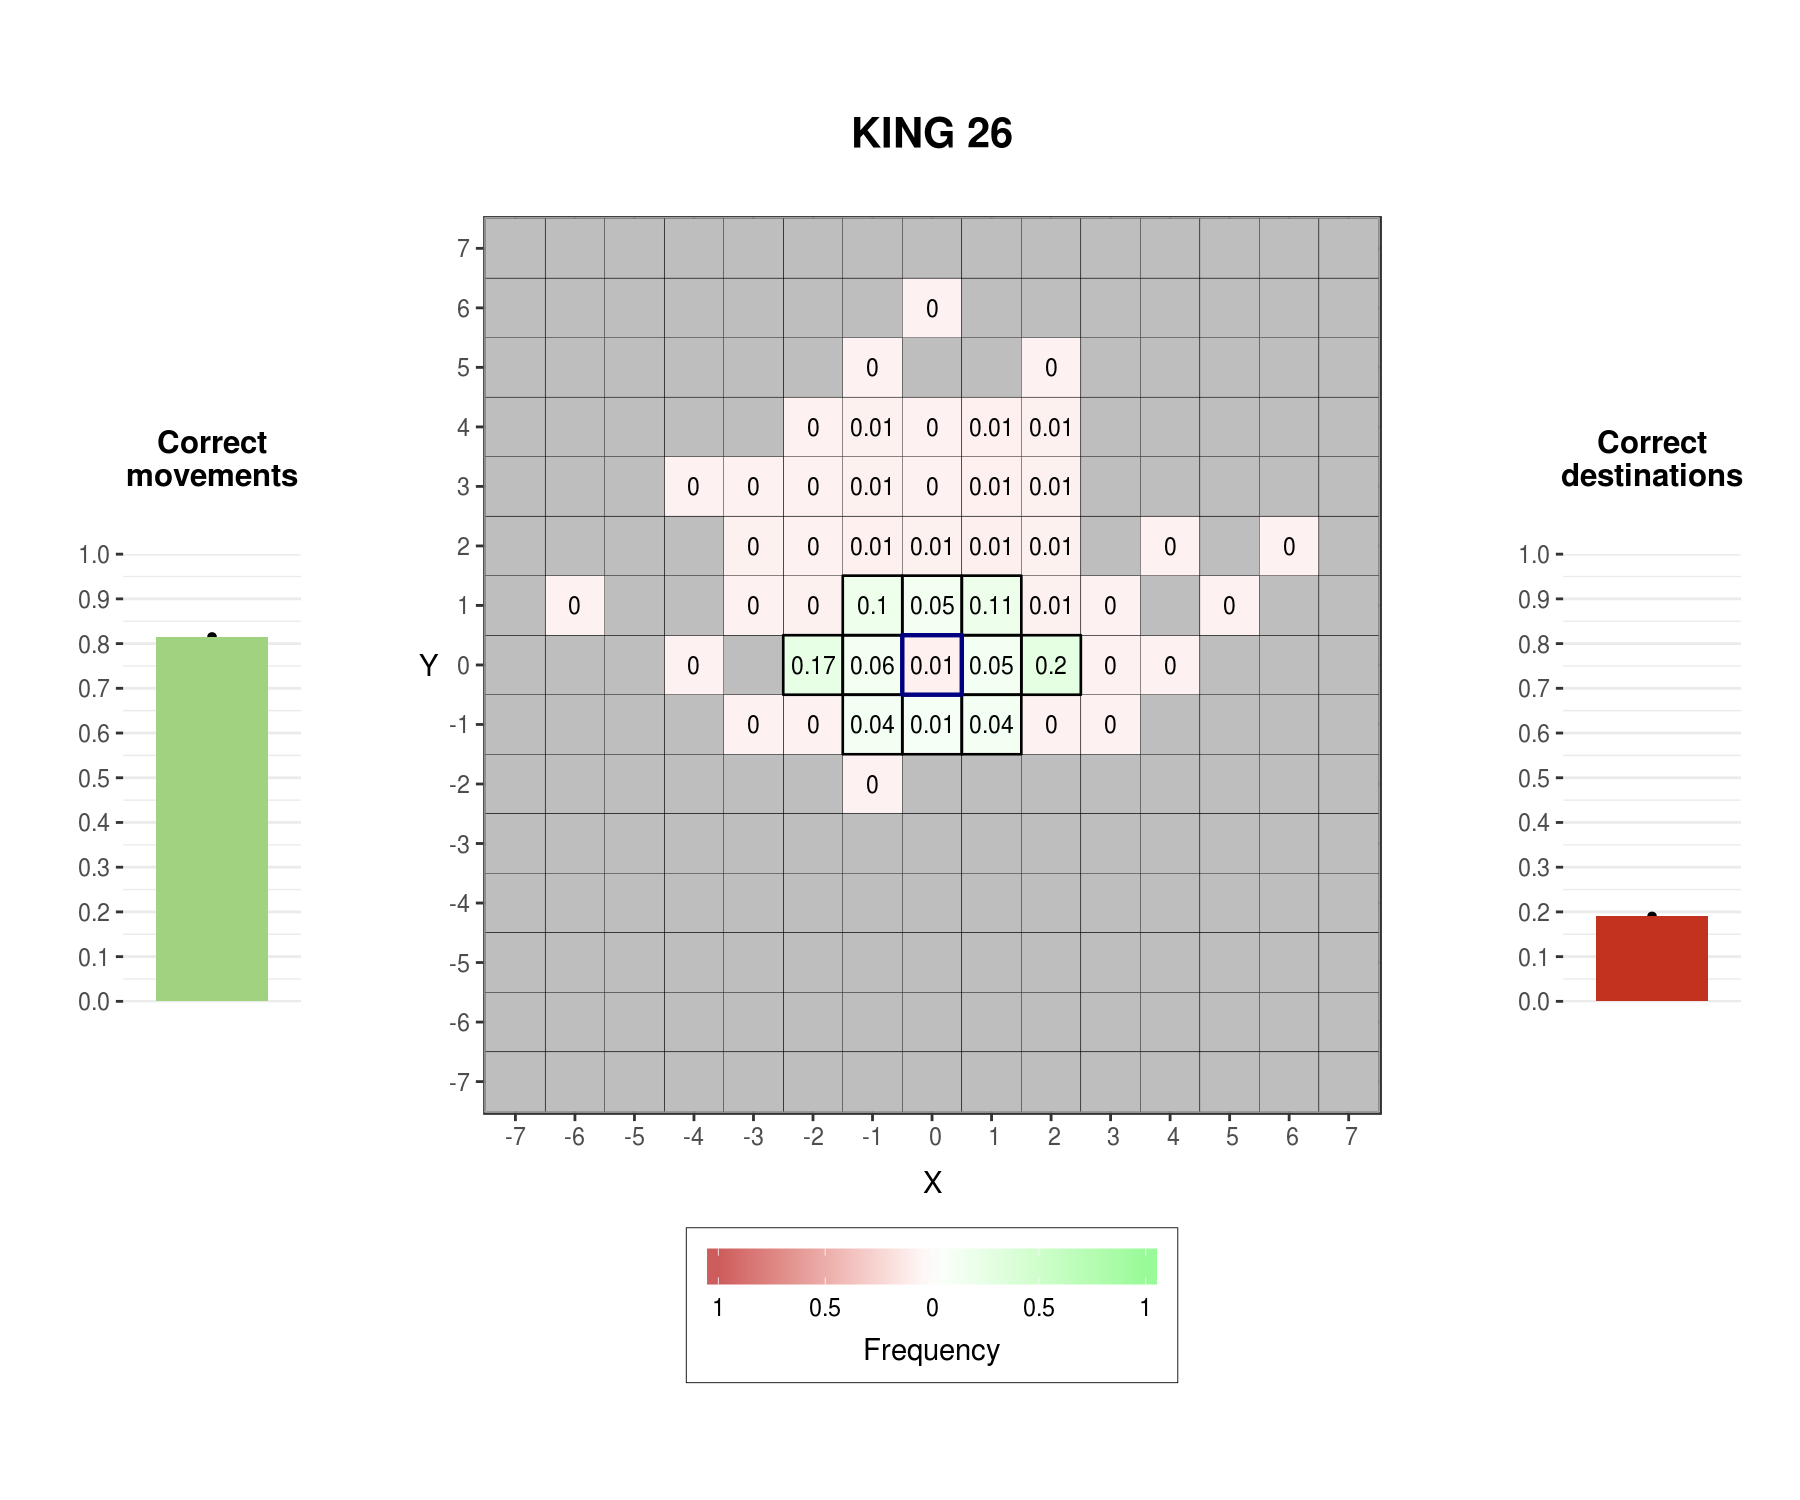 KING 26
Correct
movements
1.0
0.9
0.8
0.7
0.6
0.5
0.4
0.3
0.2
0.1
0.0
Y
7
6 0
5 0 0
4 0 0.01 0 0.01 0.01
3 0 0 0 0.01 0 0.01 0.01
2 0 0 0.01 0.01 0.01 0.01 0 0
1 0 0 0 0.1 0.05 0.11 0.01 0 0
0 0 0.17 0.06 0.01 0.05 0.2 0 0
-1 0 0 0.04 0.01 0.04 0 0
-2 0
-3
-4
-5
-6
-7
-7 -6 -5 -4 -3 -2 -1 0 1 2 3 4 5 6 7
X
1 0.5 0 0.5 1
Frequency
Correct
destinations
1.0
0.9
0.8
0.7
0.6
0.5
0.4
0.3
0.2
0.1
0.0